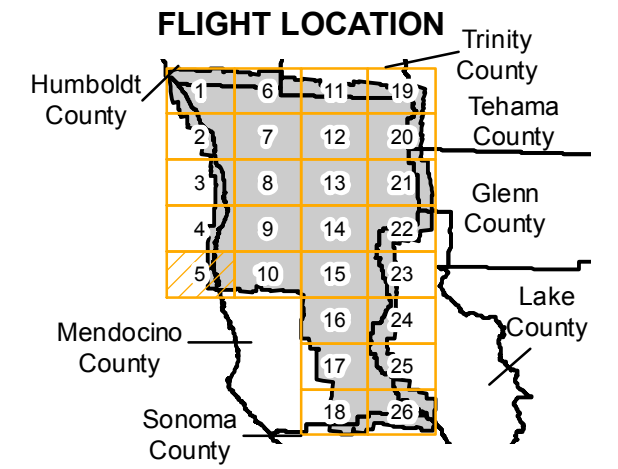 FLIGHT LOCATION
Trinity
County
Humboldt
County
1 6 11 19
Tehama
County
2 7 12 20
3 8 13 21
Glenn
County
4 9 14 22
5 10 15 23
Lake
County
16 24
Mendocino
County
17 25
18 26
Sonoma
County